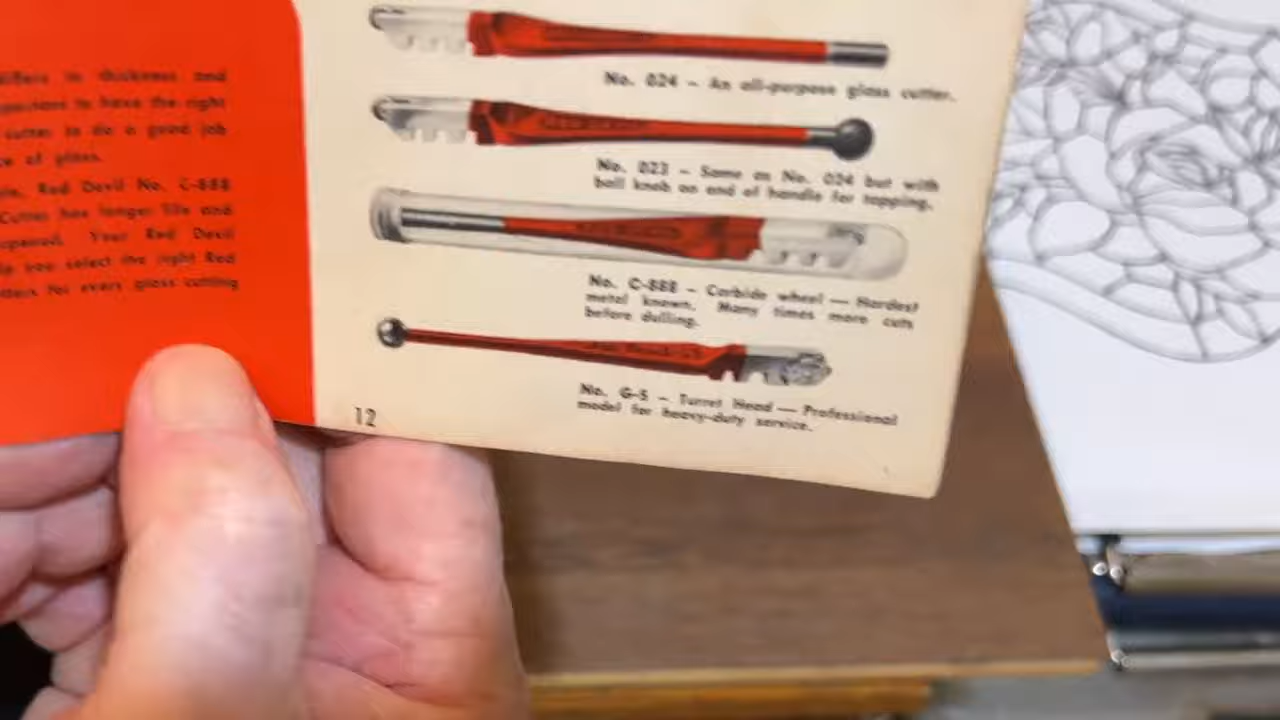 differs in thickness and
important to have the right
cutter to do a good job
of glass.
Red Devil No. C-888
Cutter has longer life and
Your Red Devil
you select the right Red
for every glass cutting
No. 024 – An all-purpose glass cutter.
No. 023 – Same as No. 024 but with
ball knob on end of handle for tapping.
No. C-888 – Carbide wheel — Hardest
metal known. Many times more cuts
before dulling.
No. G-5 – Turret Head — Professional
model for heavy-duty service.
12